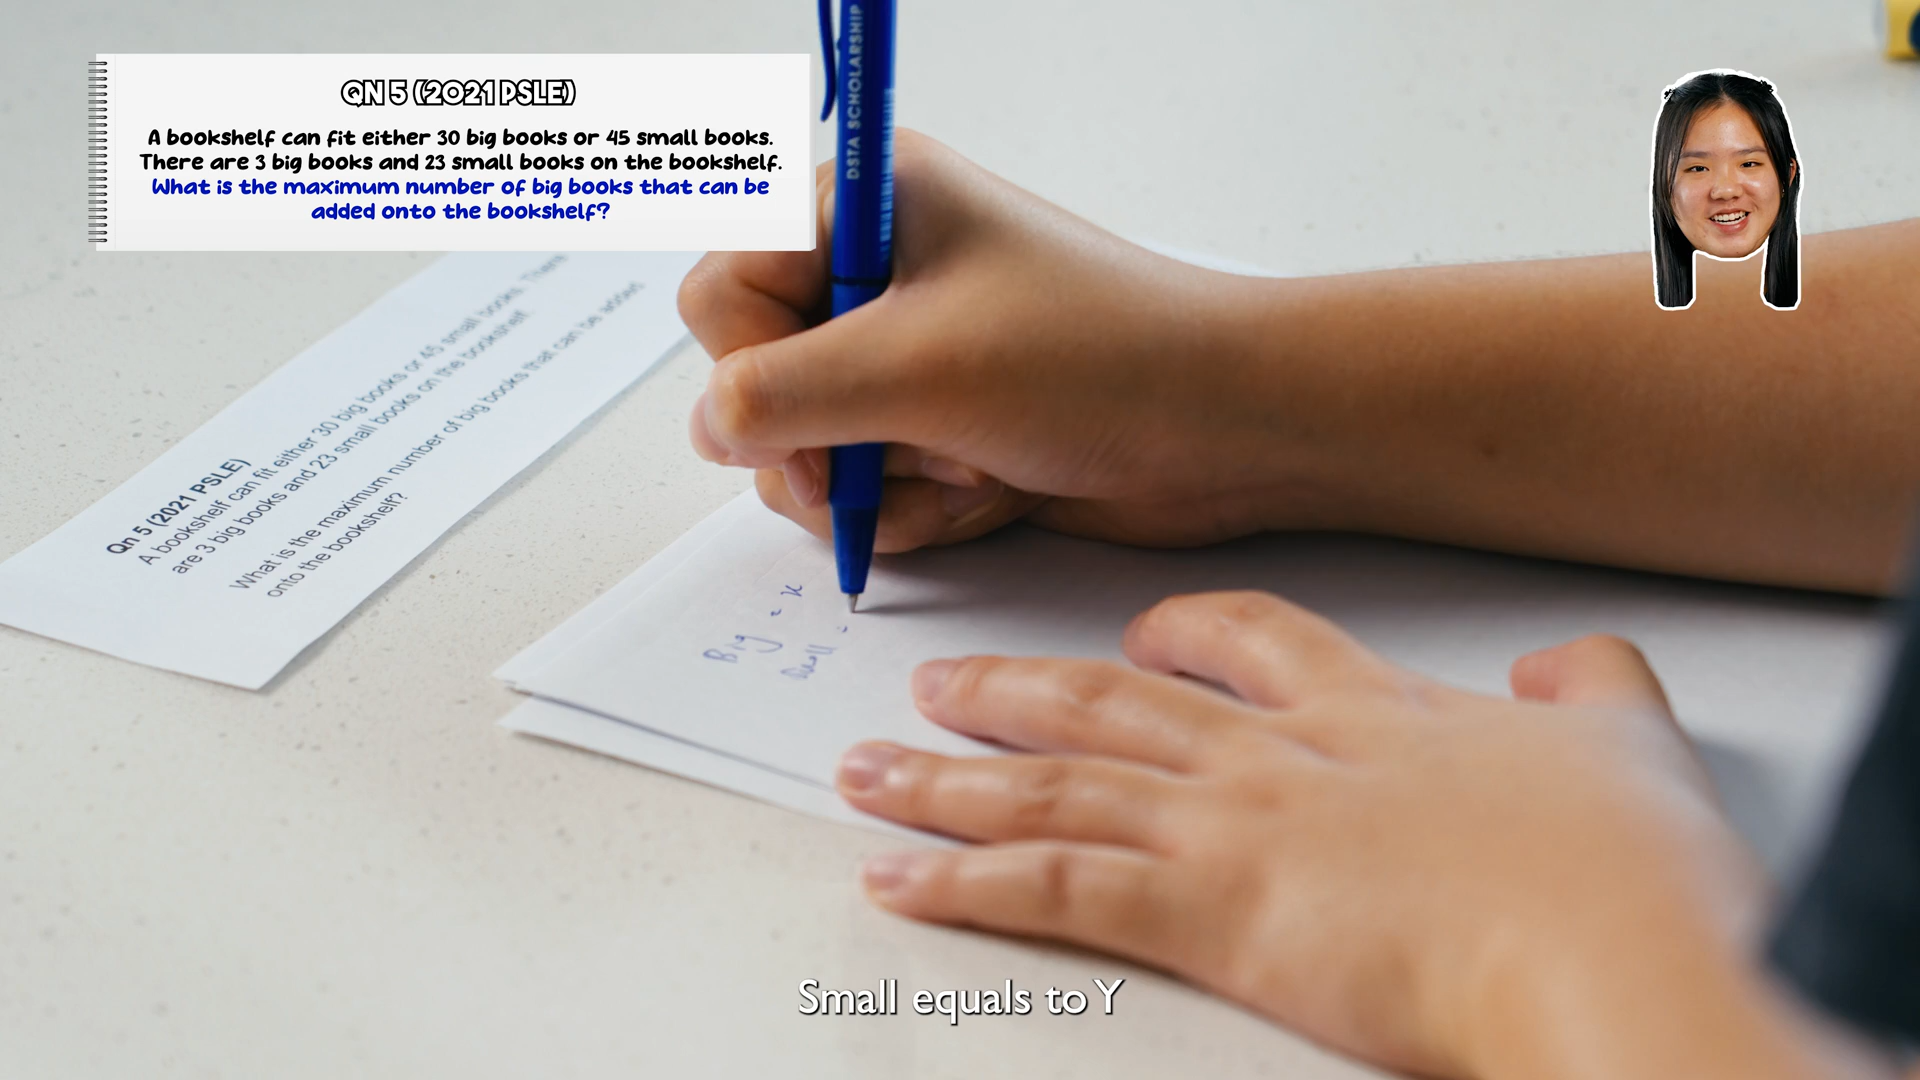 QN 5 (2021 PSLE)
A bookshelf can fit either 30 big books or 45 small books.
There are 3 big books and 23 small books on the bookshelf.
What is the maximum number of big books that can be
added onto the bookshelf?
DSTA SCHOLARSHIP
Qn 5 (2021 PSLE)
A bookshelf can fit either 30 big books or 45 small books. There
are 3 big books and 23 small books on the bookshelf.
What is the maximum number of big books that can be added
onto the bookshelf?
Big = x
Small =
Small equals to Y